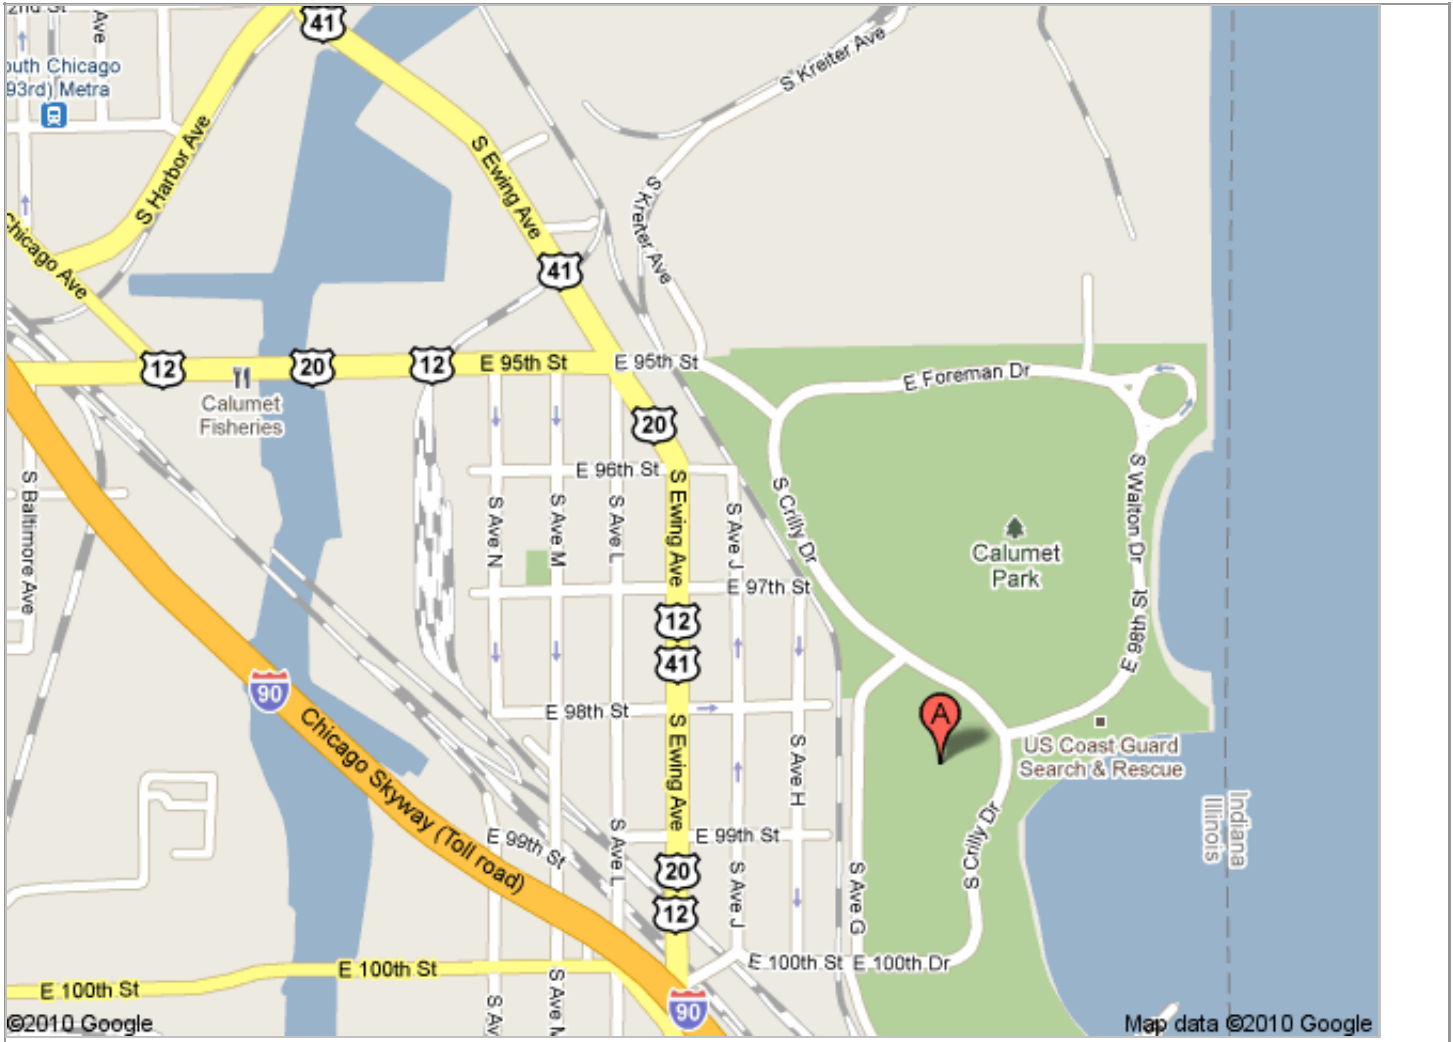 2nd St
41
Ave
South Chicago
(93rd) Metra
S Harbor Ave
S Ewing Ave
S Kreiter Ave
S Kreiter Ave
Chicago Ave
41
12
20
12
E 95th St
E 95th St
Calumet
Fisheries
E Foreman Dr
20
E 96th St
S Baltimore Ave
S Ave N
S Ave M
S Ave L
S Ewing Ave
S Ave J
S Crilly Dr
S Walton Dr
Calumet
Park
E 97th St
12
41
E 98th St
90
Chicago Skyway (Toll road)
E 98th St
S Ewing Ave
S Ave H
A
US Coast Guard
Search & Rescue
Indiana
Illinois
E 99th St
E 99th St
S Ave L
20
12
S Ave J
S Ave G
S Crilly Dr
E 100th St
E 100th St
E 100th St
E 100th Dr
S Av
S Ave M
90
©2010 Google
Map data ©2010 Google